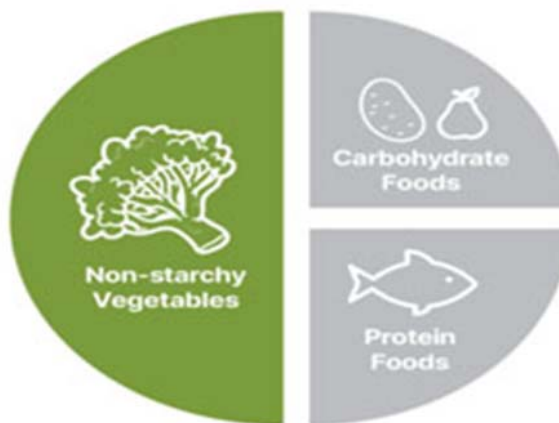 Non-starchy
Vegetables
Carbohydrate
Foods
Protein
Foods